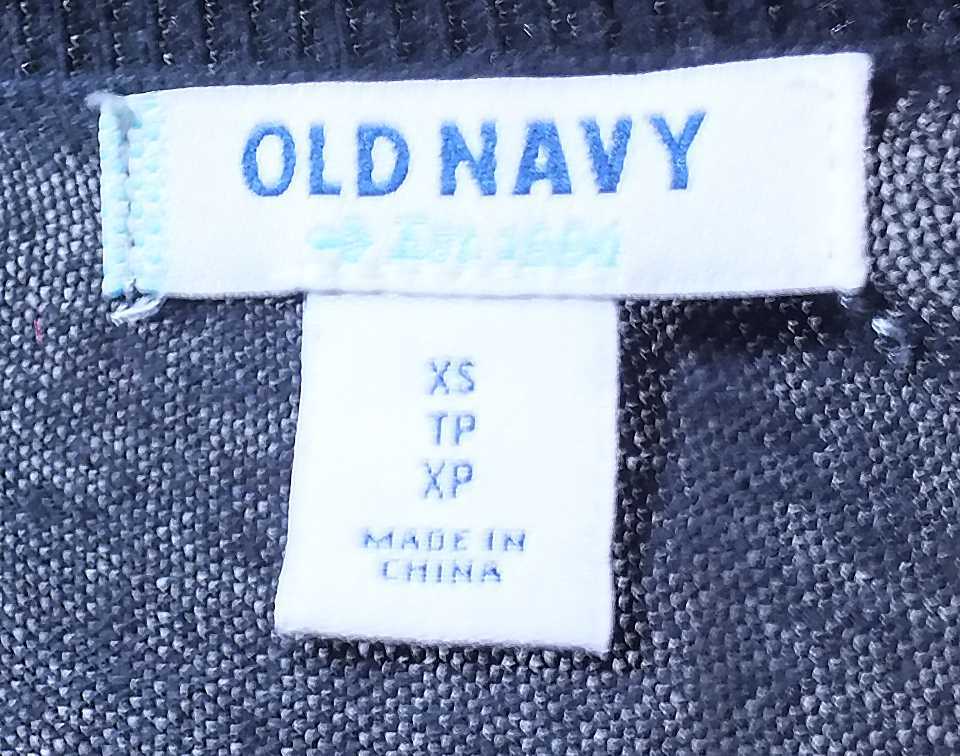 OLD NAVY
XS
TP
XP
MADE IN
CHINA